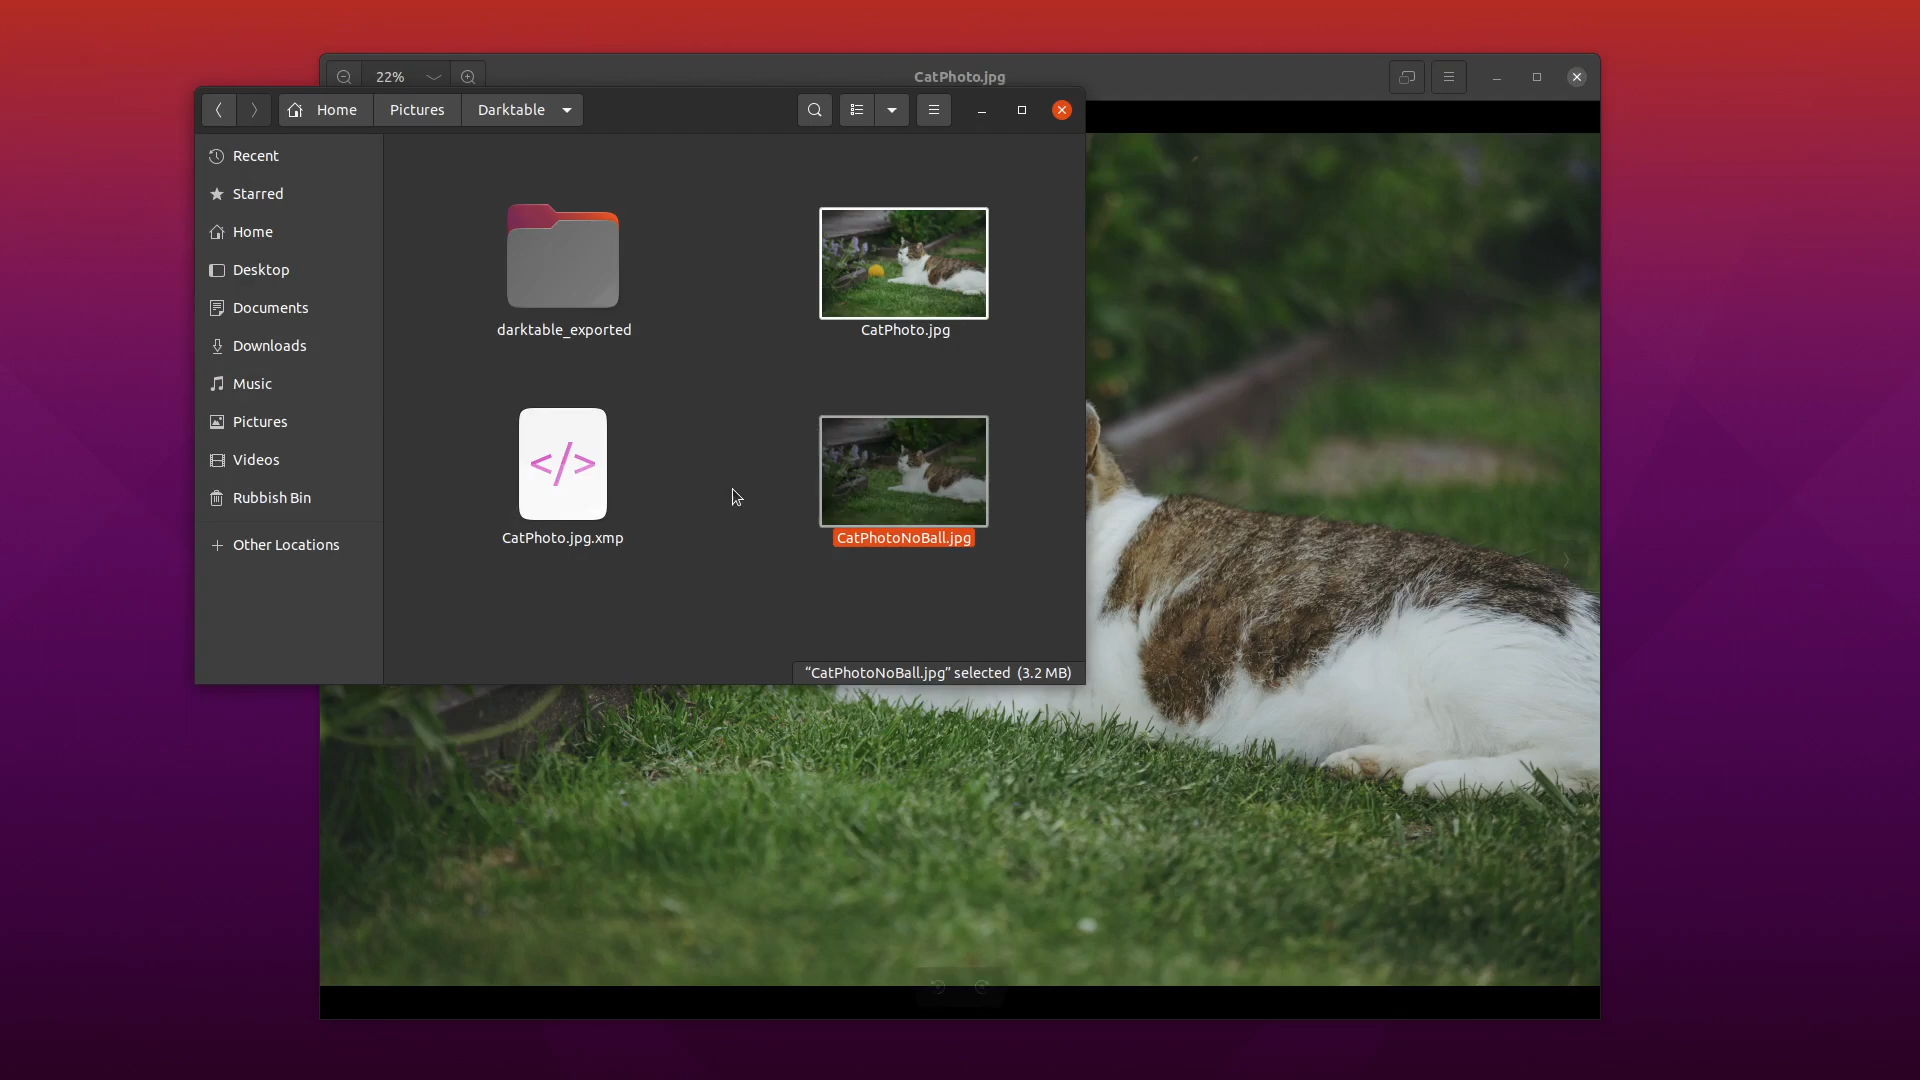 22%
CatPhoto.jpg
Home
Pictures
Darktable
Recent
Starred
Home
Desktop
Documents
Downloads
Music
Pictures
Videos
Rubbish Bin
Other Locations
darktable_exported
CatPhoto.jpg
</>
CatPhoto.jpg.xmp
CatPhotoNoBall.jpg
“CatPhotoNoBall.jpg” selected (3.2 MB)